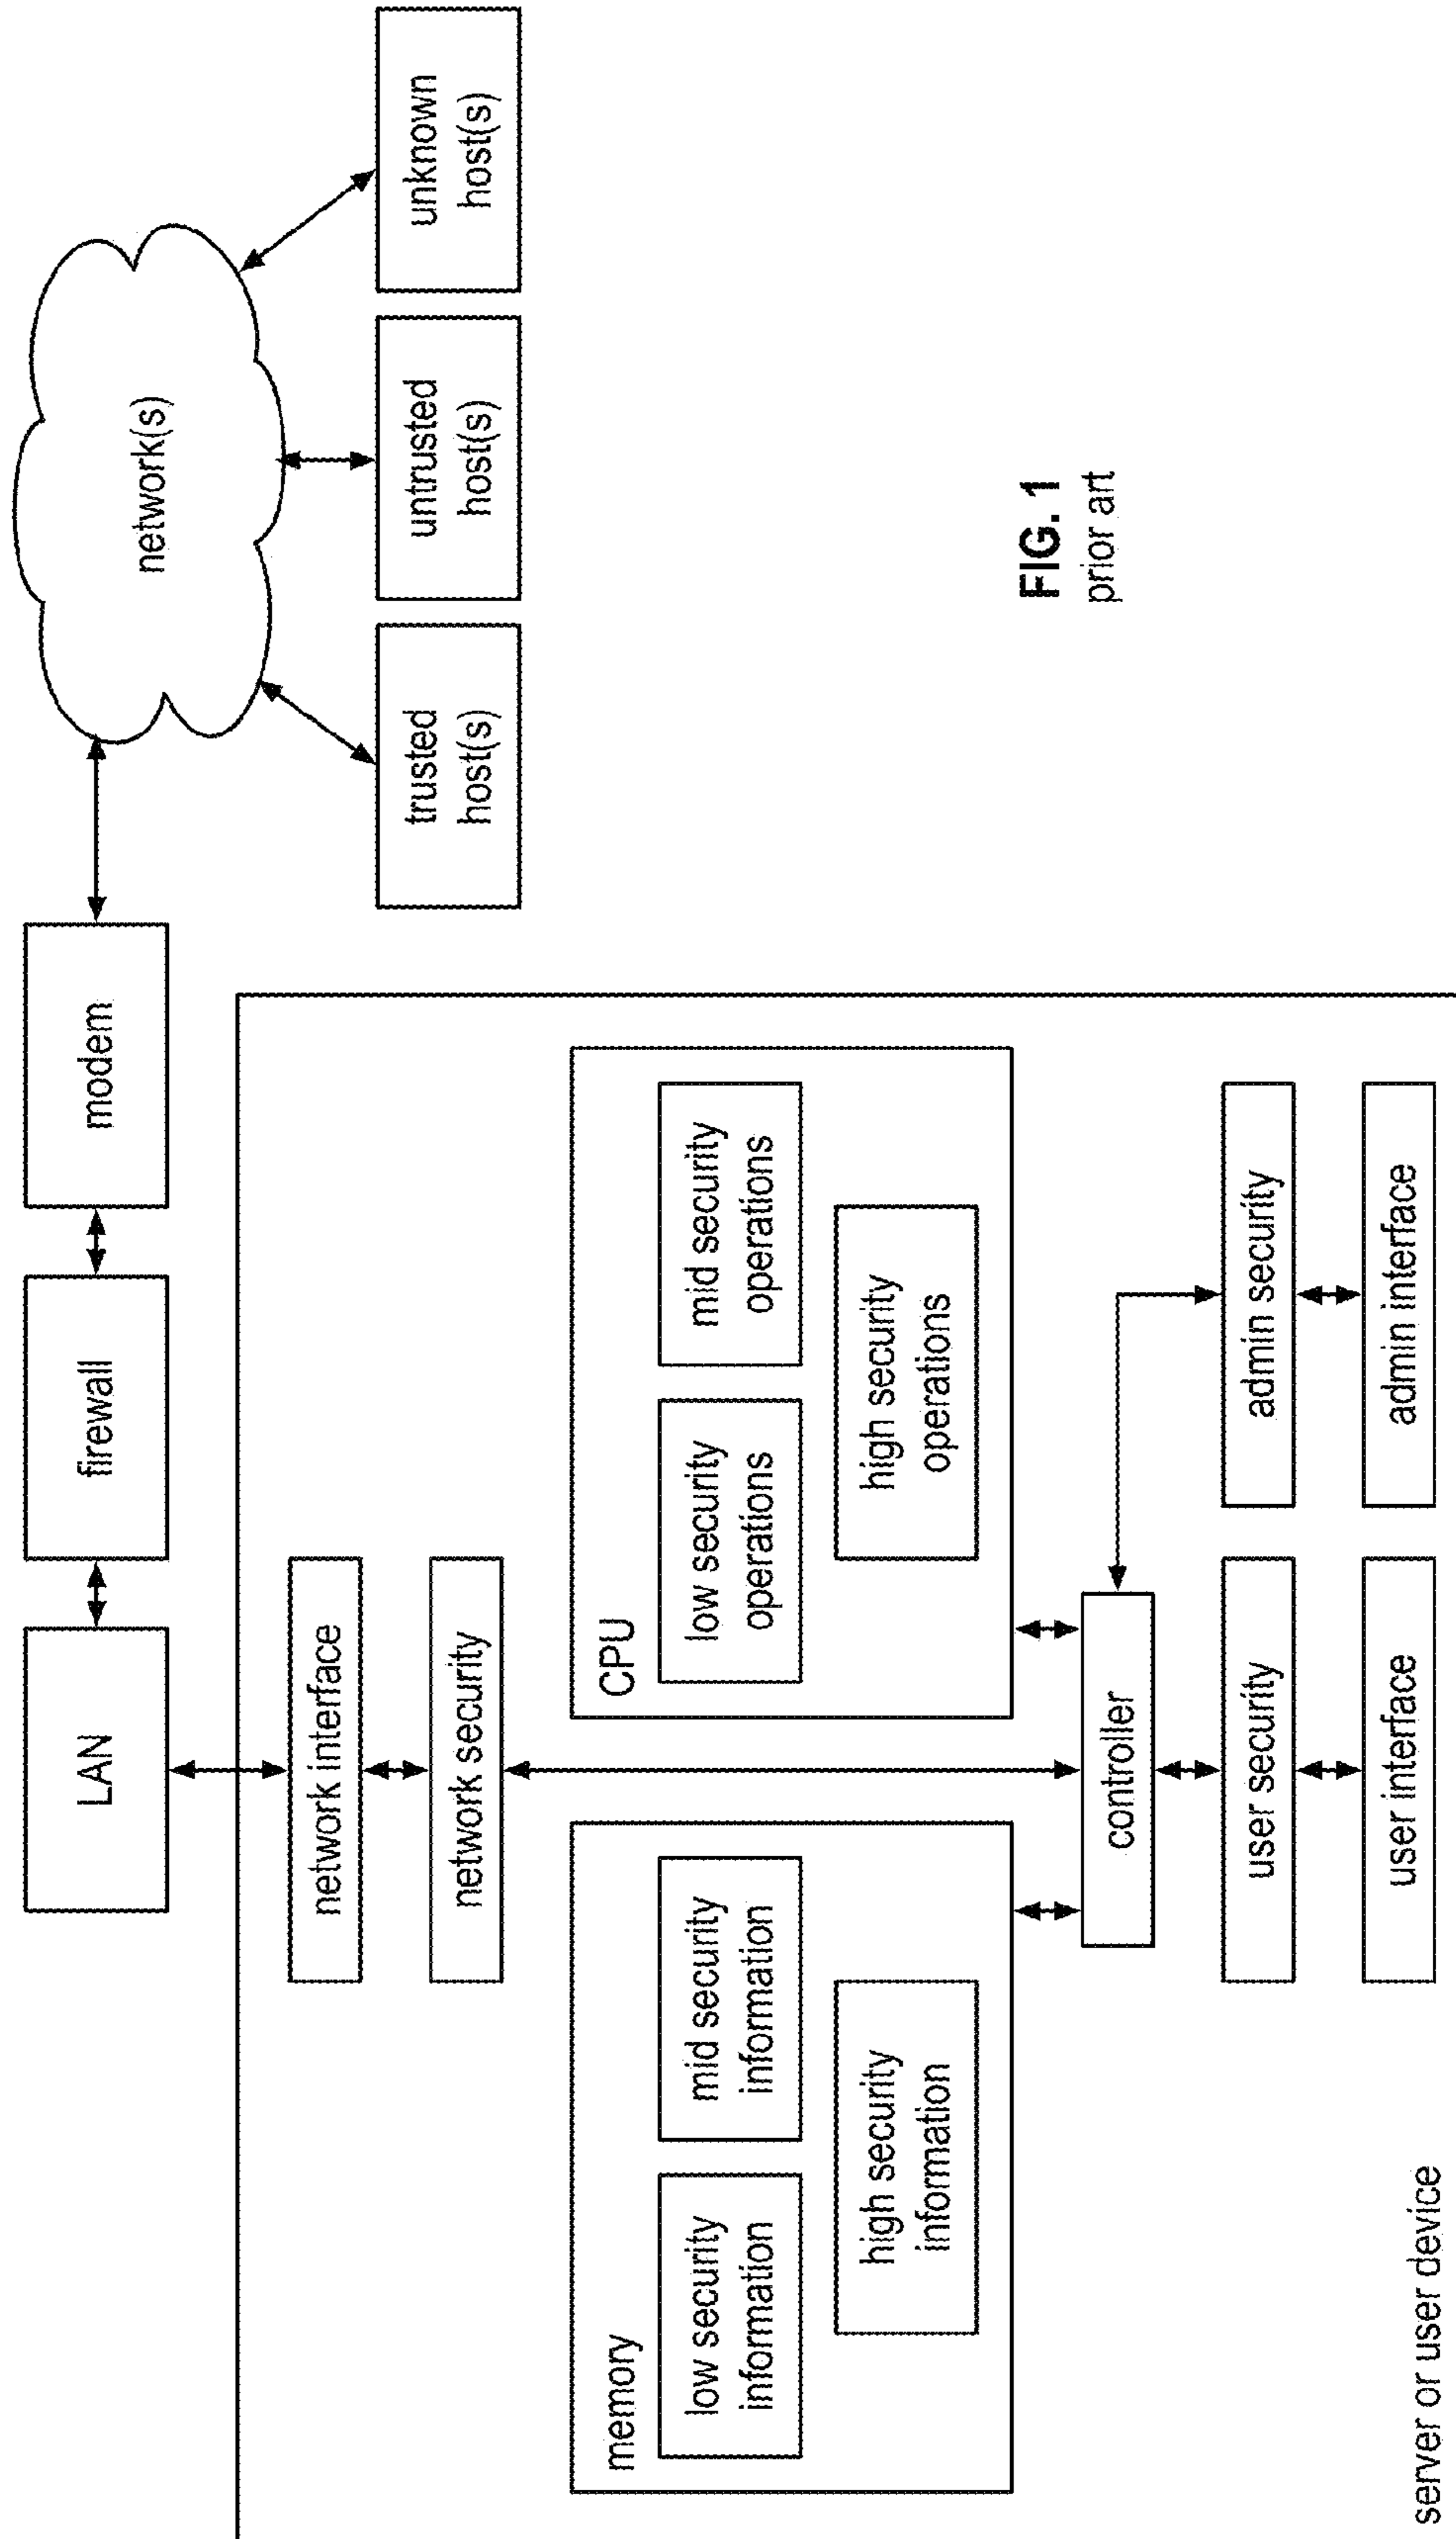 LAN
firewall
modem
network(s)
trusted
host(s)
untrusted
host(s)
unknown
host(s)
network interface
network security
memory
low security
information
mid security
information
high security
information
CPU
low security
operations
mid security
operations
high security
operations
controller
user security
admin security
user interface
admin interface
server or user device
FIG. 1
prior art